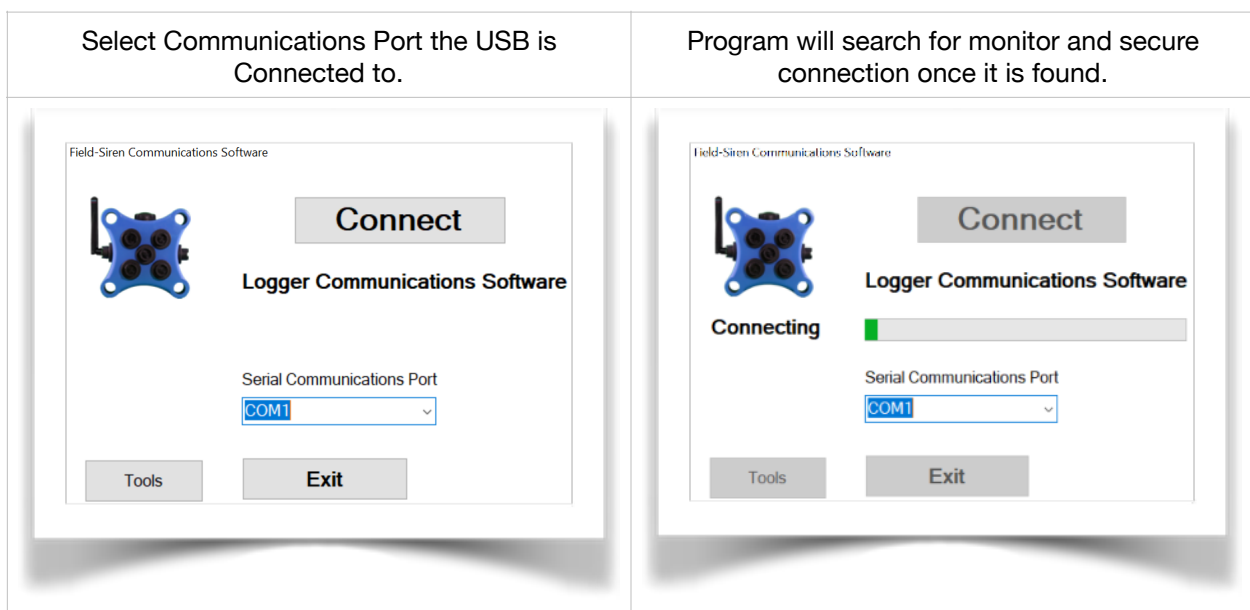 Select Communications Port the USB is
Connected to.
Program will search for monitor and secure
connection once it is found.
Field-Siren Communications Software
Connect
Logger Communications Software
Serial Communications Port
COM1
Tools
Exit
Field-Siren Communications Software
Connect
Logger Communications Software
Connecting
Serial Communications Port
COM1
Tools
Exit